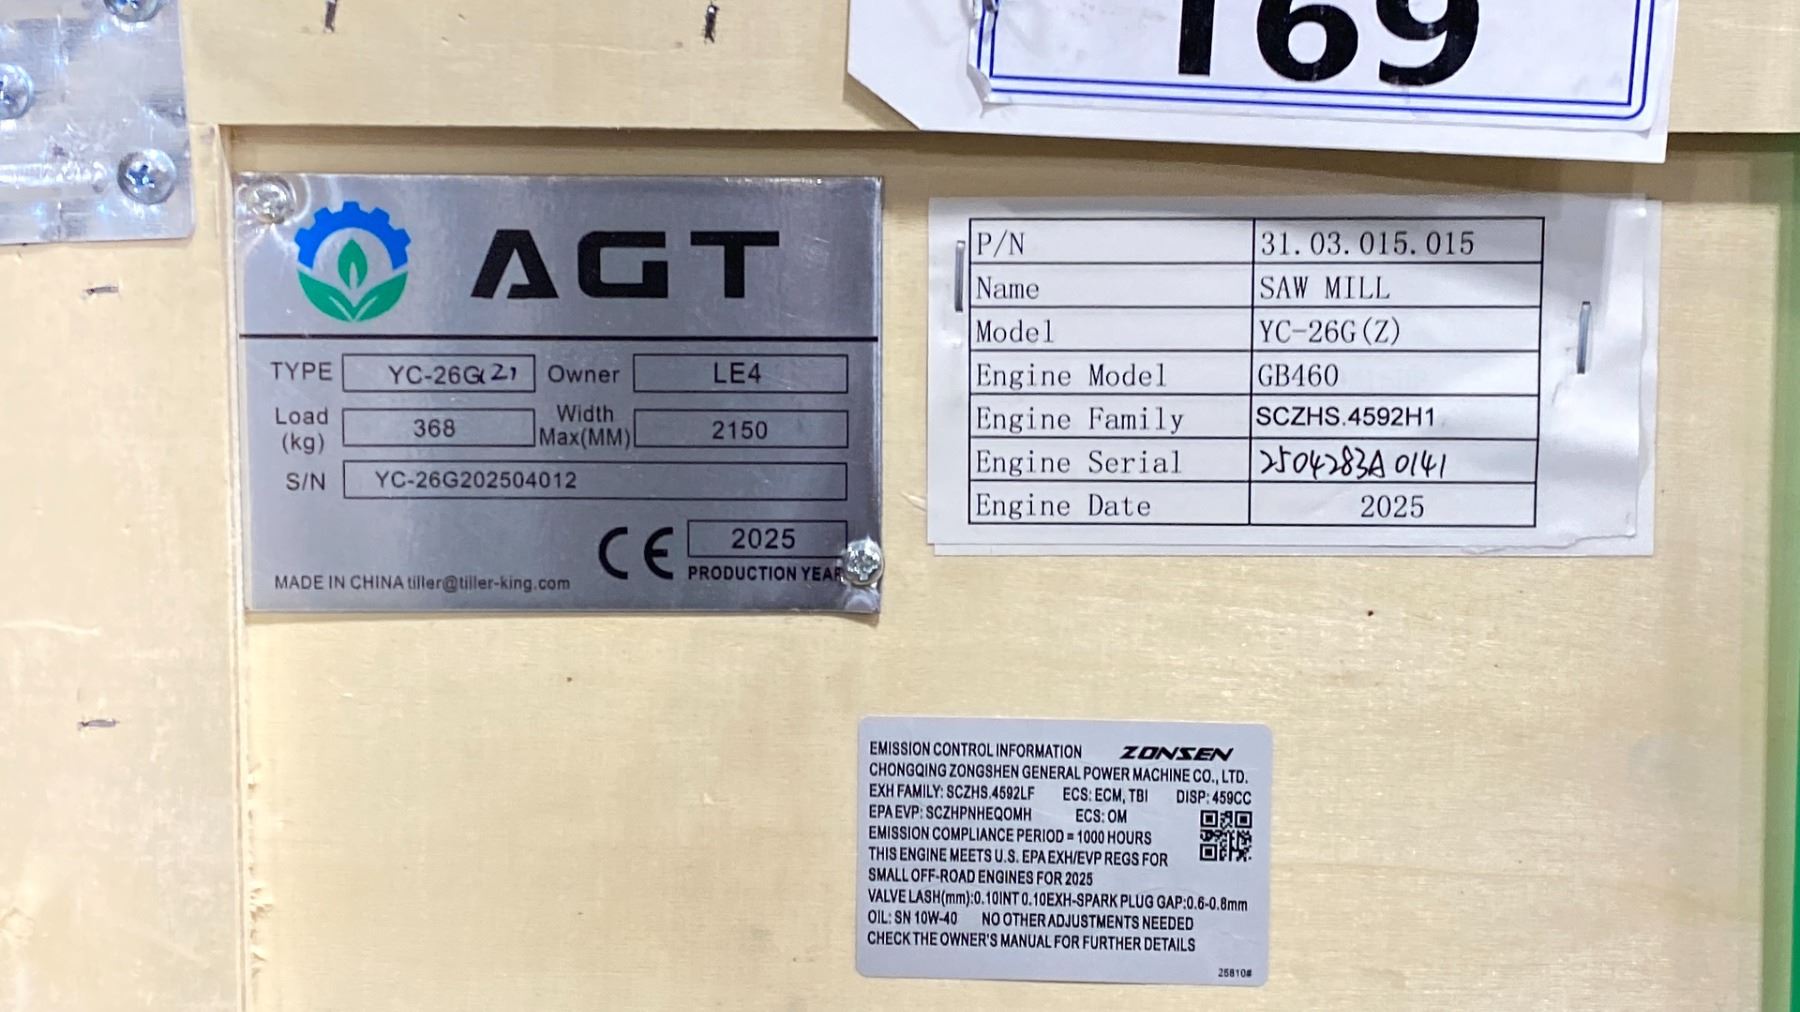 169
AGT
TYPE YC-26G(Z) Owner LE4
Load (kg) 368 Width Max(MM) 2150
S/N YC-26G202504012
CE 2025
PRODUCTION YEAR
MADE IN CHINA tiller@tiller-king.com
P/N 31.03.015.015
Name SAW MILL
Model YC-26G(Z)
Engine Model GB460
Engine Family SCZHS.4592H1
Engine Serial 2504283A0141
Engine Date 2025
EMISSION CONTROL INFORMATION ZONSEN
CHONGQING ZONGSHEN GENERAL POWER MACHINE CO., LTD.
EXH FAMILY: SCZHS.4592LF ECS: ECM, TBI DISP: 459CC
EPA EVP: SCZHPNHEQOMH ECS: OM
EMISSION COMPLIANCE PERIOD = 1000 HOURS
THIS ENGINE MEETS U.S. EPA EXH/EVP REGS FOR
SMALL OFF-ROAD ENGINES FOR 2025
VALVE LASH(mm):0.10INT 0.10EXH-SPARK PLUG GAP:0.6-0.8mm
OIL: SN 10W-40 NO OTHER ADJUSTMENTS NEEDED
CHECK THE OWNER'S MANUAL FOR FURTHER DETAILS
25810#